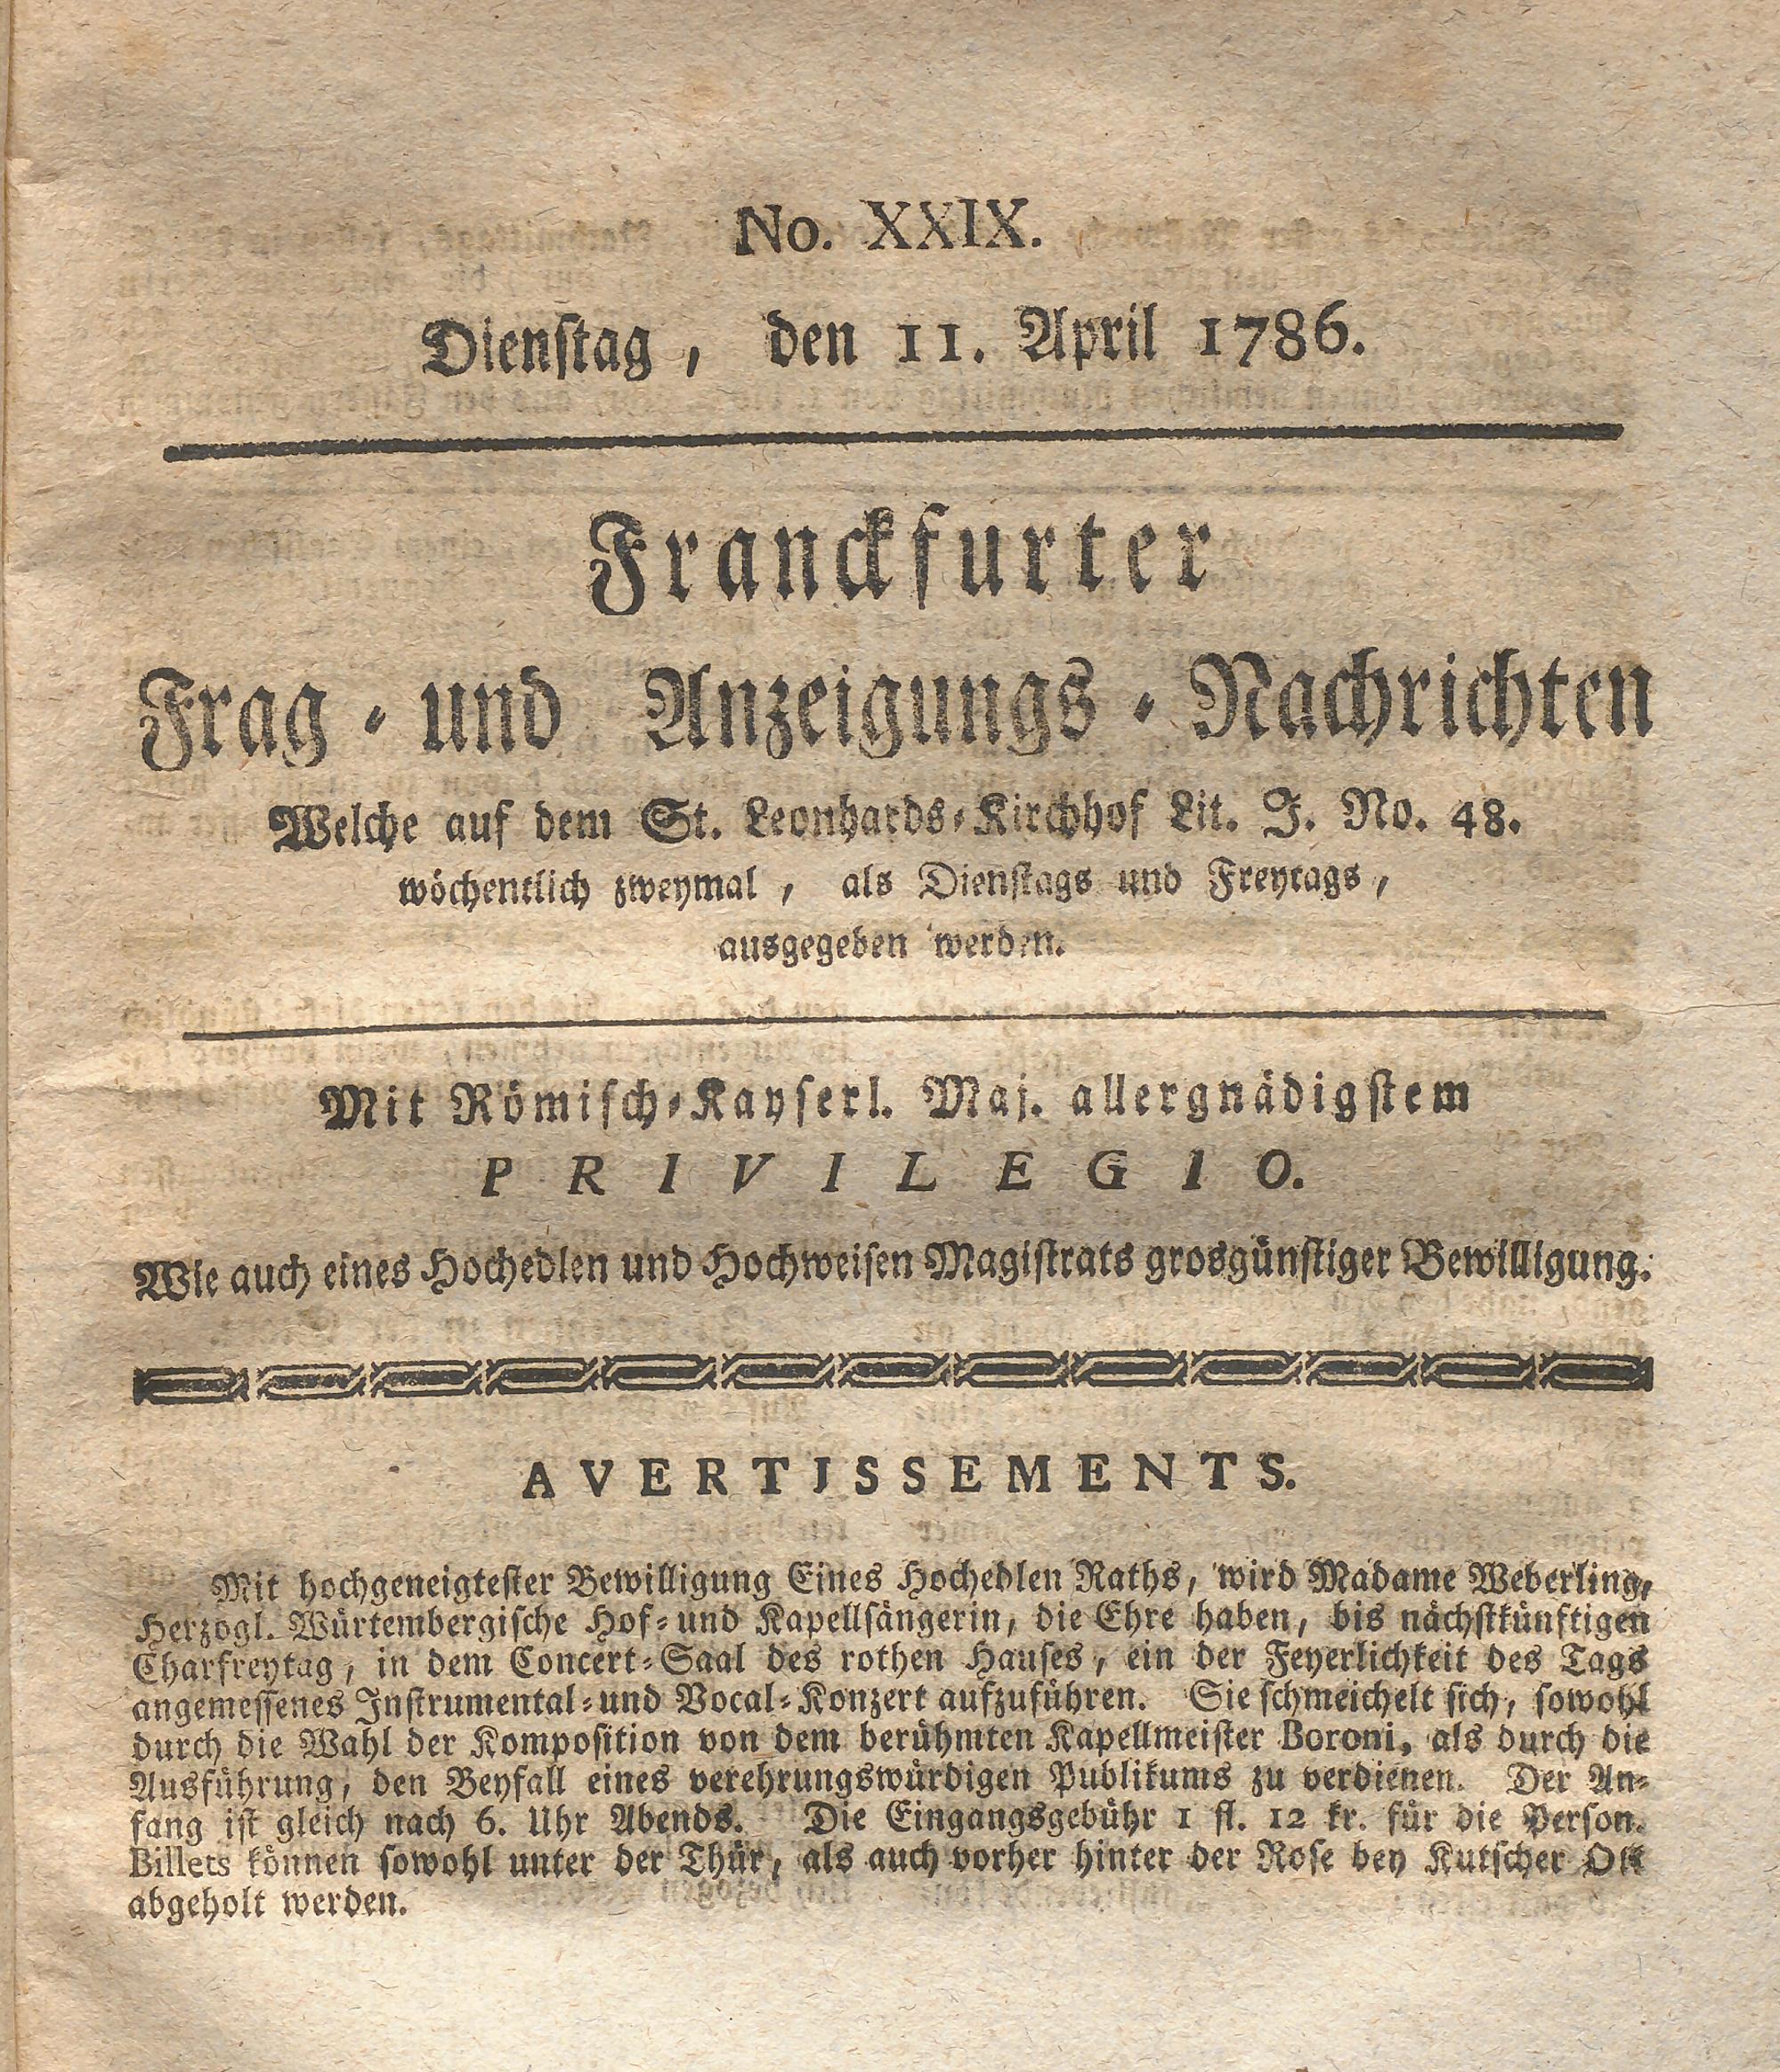 No. XXIX.
Dienstag, den 11. April 1786.
Franckfurter
Frag- und Anzeigungs-Nachrichten
Welche auf dem St. Leonhards-Kirchhof Lit. J. No. 48.
wöchentlich zweymal, als Dienstags und Freytags,
ausgegeben werden.
Mit Römisch-Kayserl. Maj. allergnädigstem
PRIVILEGIO.
Wie auch eines Hochedlen und Hochweisen Magistrats grosgünstiger Bewilligung.
AVERTISSEMENTS.
Mit hochgeneigtester Bewilligung Eines Hochedlen Raths, wird Madame Weberling,
Herzogl. Würtembergische Hof- und Kapellsängerin, die Ehre haben, bis nächstkünftigen
Charfreytag, in dem Concert-Saal des rothen Hauses, ein der Feyerlichkeit des Tags
angemessenes Instrumental- und Vocal-Konzert aufzuführen. Sie schmeichelt sich, sowohl
durch die Wahl der Komposition von dem berühmten Kapellmeister Boroni, als durch die
Ausführung, den Beyfall eines verehrungswürdigen Publikums zu verdienen. Der An-
fang ist gleich nach 6. Uhr Abends. Die Eingangsgebühr 1 fl. 12 kr. für die Person.
Billets können sowohl unter der Thür, als auch vorher hinter der Rose bey Kutscher
abgeholt werden.